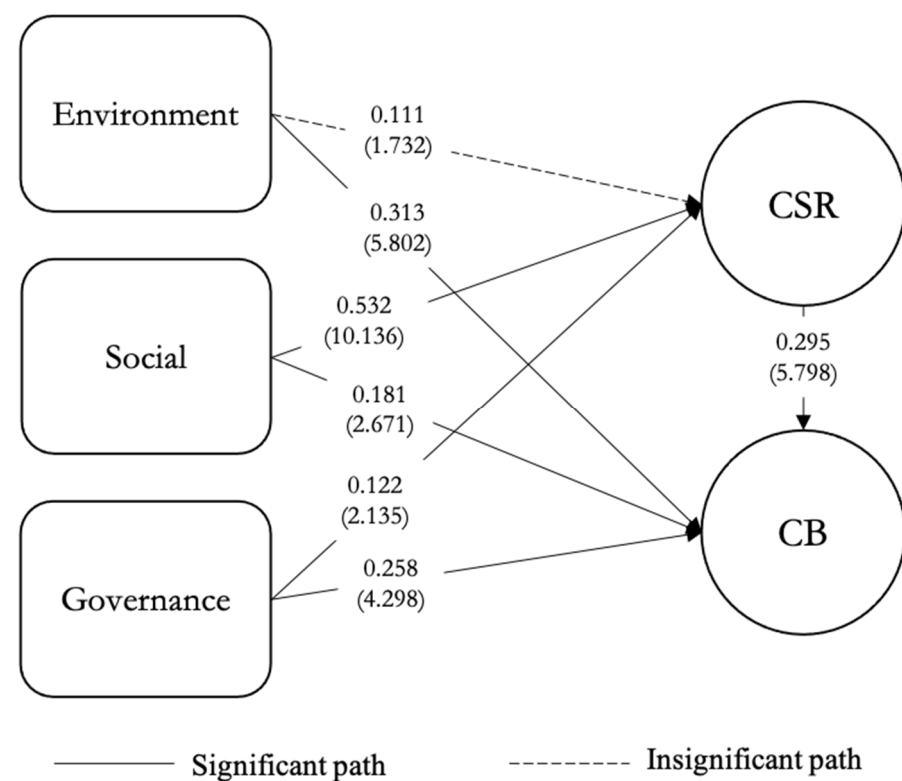 Environment
0.111
(1.732)
CSR
0.313
(5.802)
0.532
(10.136)
Social
0.295
(5.798)
0.181
(2.671)
0.122
(2.135)
CB
0.258
(4.298)
Governance
Significant path
Insignificant path